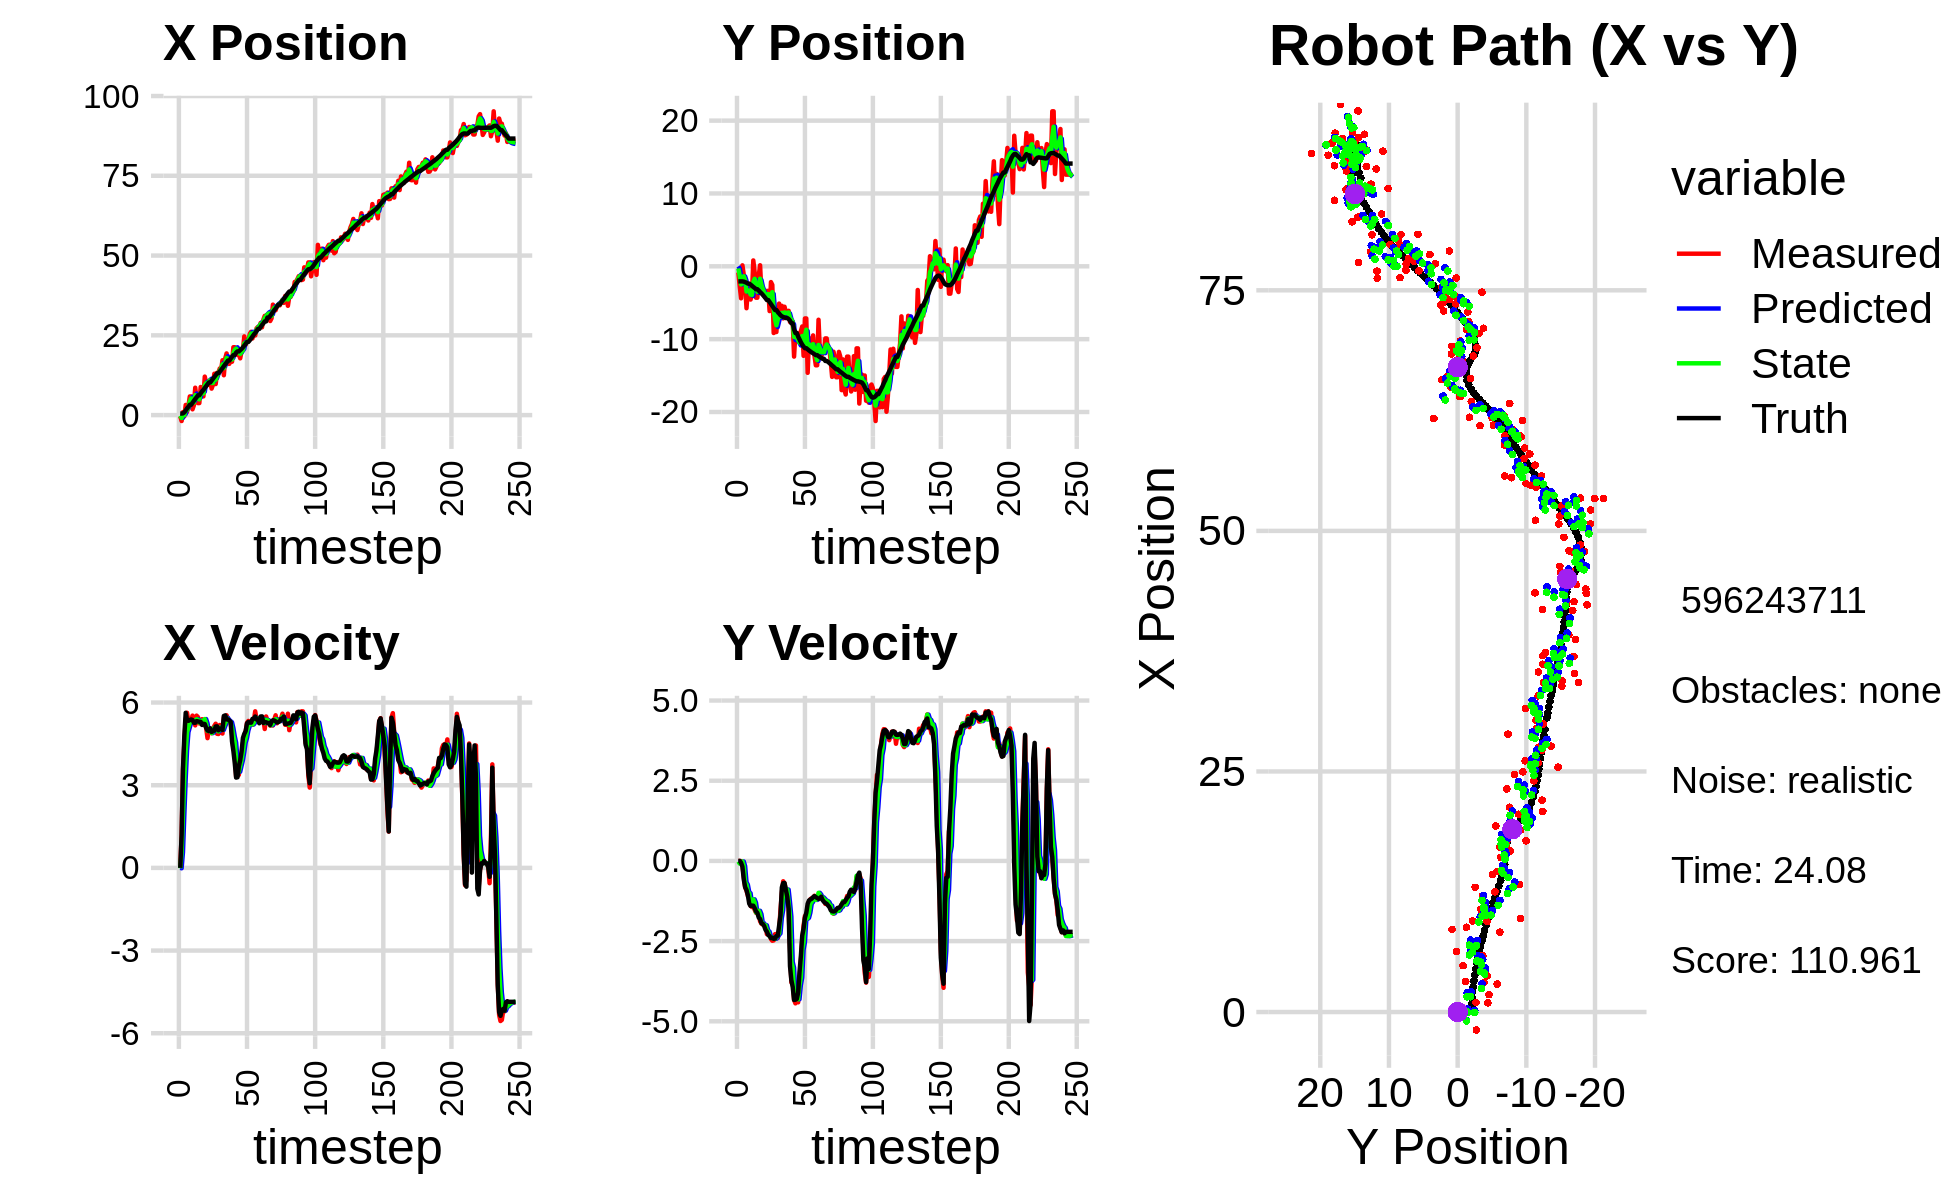 X Position
100
75
50
25
0
0
50
100
150
200
250
timestep
Y Position
20
10
0
-10
-20
0
50
100
150
200
250
timestep
X Velocity
6
3
0
-3
-6
0
50
100
150
200
250
timestep
Y Velocity
5.0
2.5
0.0
-2.5
-5.0
0
50
100
150
200
250
timestep
Robot Path (X vs Y)
X Position
75
50
25
0
20 10 0 -10 -20
Y Position
variable
Measured
Predicted
State
Truth
596243711
Obstacles: none
Noise: realistic
Time: 24.08
Score: 110.961